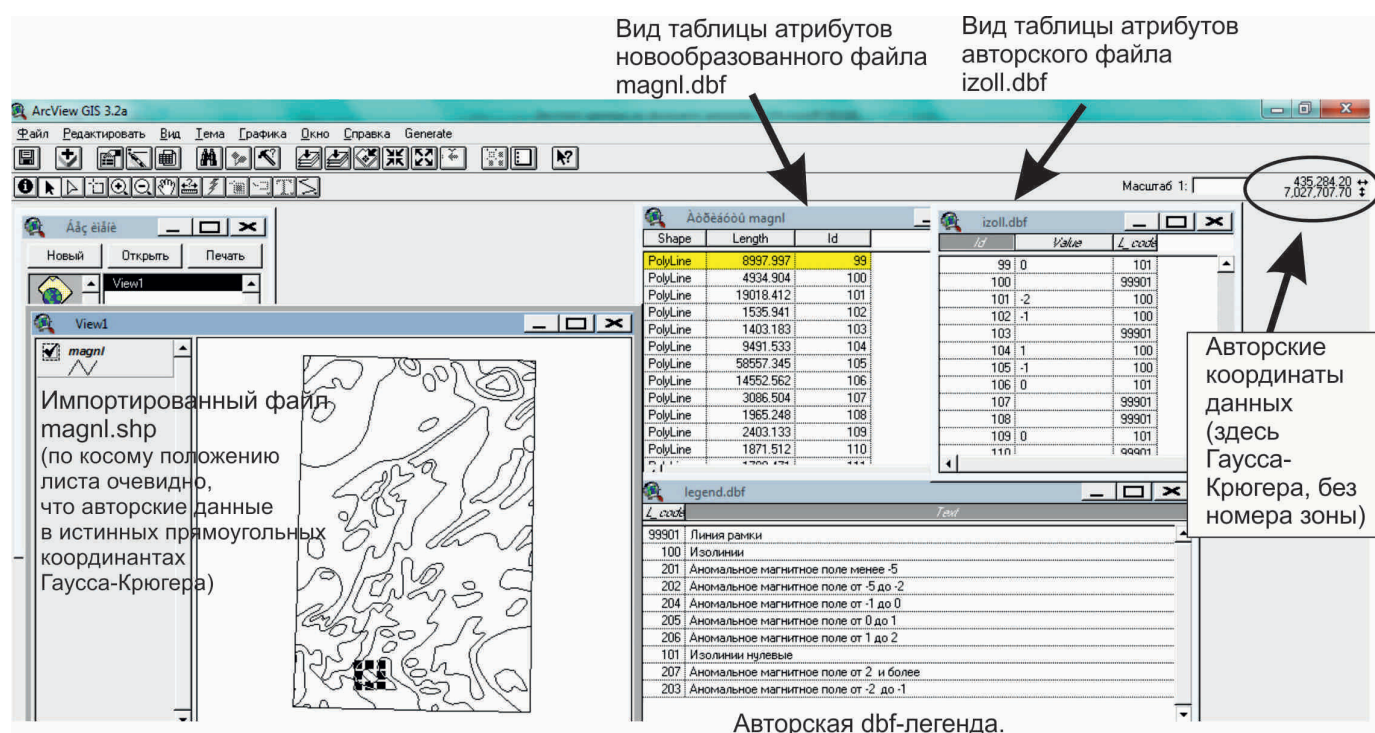 Вид таблицы атрибутов
новообразованного файла
magnl.dbf
Вид таблицы атрибутов
авторского файла
izoll.dbf
ArcView GIS 3.2a
Файл Редактировать Вид Тема Графика Окно Справка Generate
Масштаб 1:
435,284.20
7,027,707.70
Áåç èìåíè
Новый Открыть Печать
View1
View1
magnl
Импортированный файл
magnl.shp
(по косому положению
листа очевидно,
что авторские данные
в истинных прямоугольных
координантах
Гаусса-Крюгера)
Àòðèáóòû magnl
Shape Length Id
PolyLine 8997.997 99
PolyLine 4934.904 100
PolyLine 19018.412 101
PolyLine 1535.941 102
PolyLine 1403.183 103
PolyLine 9491.533 104
PolyLine 58557.345 105
PolyLine 14552.562 106
PolyLine 3086.504 107
PolyLine 1965.248 108
PolyLine 2403.133 109
PolyLine 1871.512 110
izoll.dbf
Id Value L_code
99 0 101
100 99901
101 -2 100
102 -1 100
103 99901
104 1 100
105 -1 100
106 0 101
107 99901
108 99901
109 0 101
110 99901
Авторские
координаты
данных
(здесь
Гаусса-
Крюгера, без
номера зоны)
legend.dbf
L_code Text
99901 Линия рамки
100 Изолинии
201 Аномальное магнитное поле менее -5
202 Аномальное магнитное поле от -5 до -2
204 Аномальное магнитное поле от -1 до 0
205 Аномальное магнитное поле от 0 до 1
206 Аномальное магнитное поле от 1 до 2
101 Изолинии нулевые
207 Аномальное магнитное поле от 2 и более
203 Аномальное магнитное поле от -2 до -1
Авторская dbf-легенда.